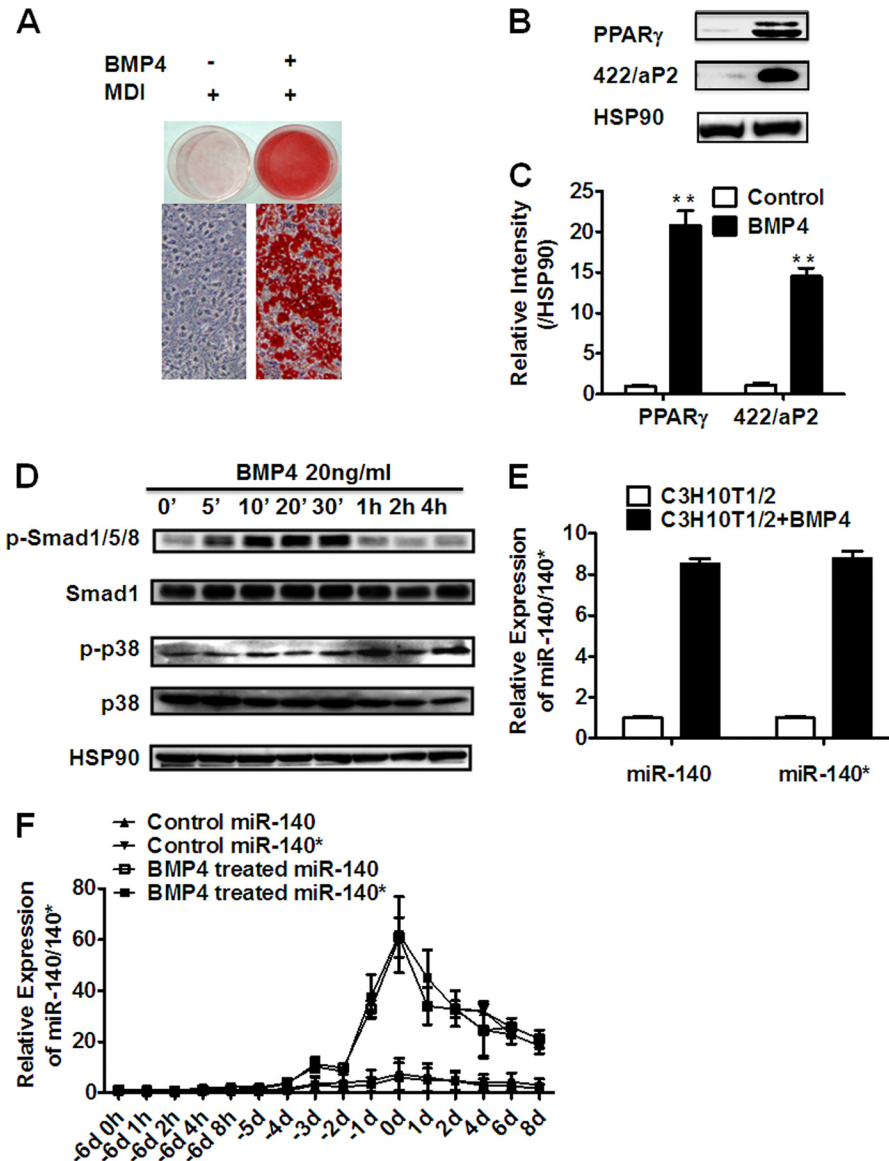 A
BMP4 - +
MDI + +
B
PPARγ
422/aP2
HSP90
C
Relative Intensity
(/HSP90)
25
20
15
10
5
0
** **
Control
BMP4
PPARγ 422/aP2
D
BMP4 20ng/ml
0’ 5’ 10’ 20’ 30’ 1h 2h 4h
p-Smad1/5/8
Smad1
p-p38
p38
HSP90
E
C3H10T1/2
C3H10T1/2+BMP4
Relative Expression
of miR-140/140*
10
8
6
4
2
0
miR-140 miR-140*
F
Control miR-140
Control miR-140*
BMP4 treated miR-140
BMP4 treated miR-140*
Relative Expression
of miR-140/140*
80
60
40
20
0
-6d 0h -6d 1h -6d 2h -6d 4h -6d 8h -5d -4d -3d -2d -1d 0d 1d 2d 4d 6d 8d